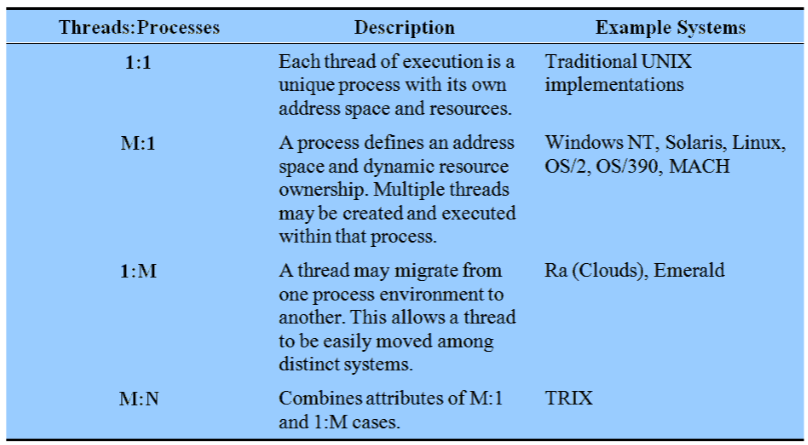 Threads:Processes Description Example Systems
1:1 Each thread of execution is a Traditional UNIX
unique process with its own implementations
address space and resources.
M:1 A process defines an address Windows NT, Solaris, Linux,
space and dynamic resource OS/2, OS/390, MACH
ownership. Multiple threads
may be created and executed
within that process.
1:M A thread may migrate from Ra (Clouds), Emerald
one process environment to
another. This allows a thread
to be easily moved among
distinct systems.
M:N Combines attributes of M:1 TRIX
and 1:M cases.